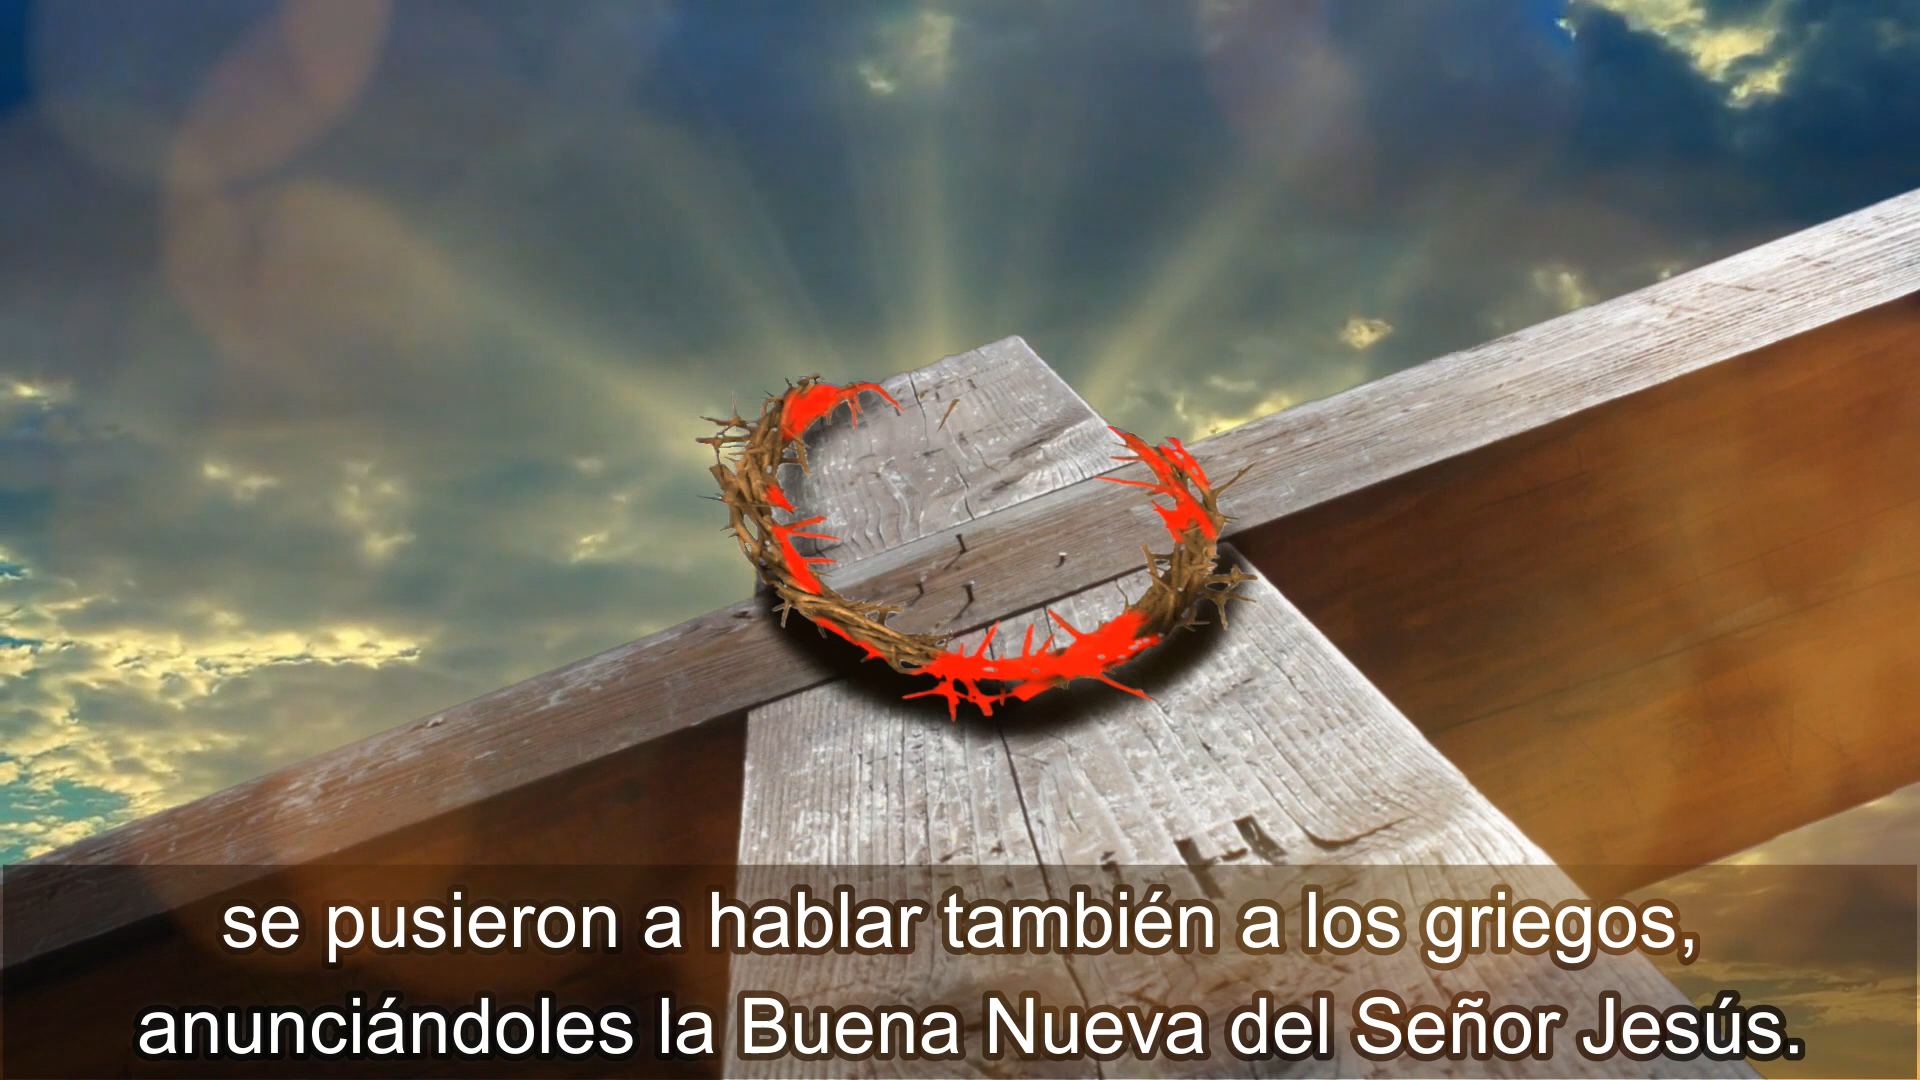 se pusieron a hablar también a los griegos,
anunciándoles la Buena Nueva del Señor Jesús.